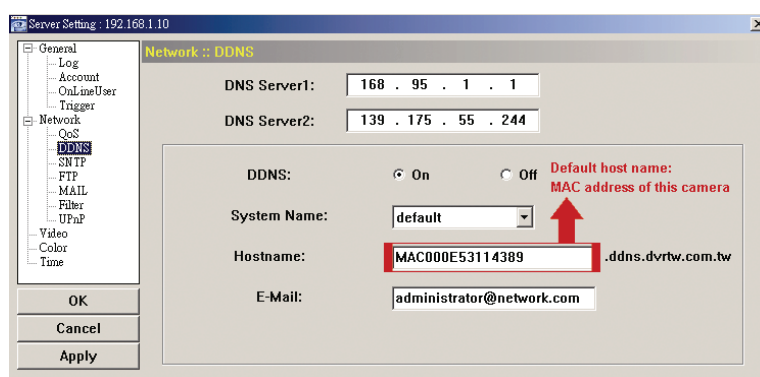 Server Setting : 192.168.1.10
General
Log
Account
OnLineUser
Trigger
Network
QoS
DDNS
SNTP
FTP
MAIL
Filter
UPnP
Video
Color
Time
OK
Cancel
Apply
Network :: DDNS
DNS Server1: 168 . 95 . 1 . 1
DNS Server2: 139 . 175 . 55 . 244
DDNS: On Off
Default host name:
MAC address of this camera
System Name: default
Hostname: MAC000E53114389 .ddns.dvrtw.com.tw
E-Mail: administrator@network.com